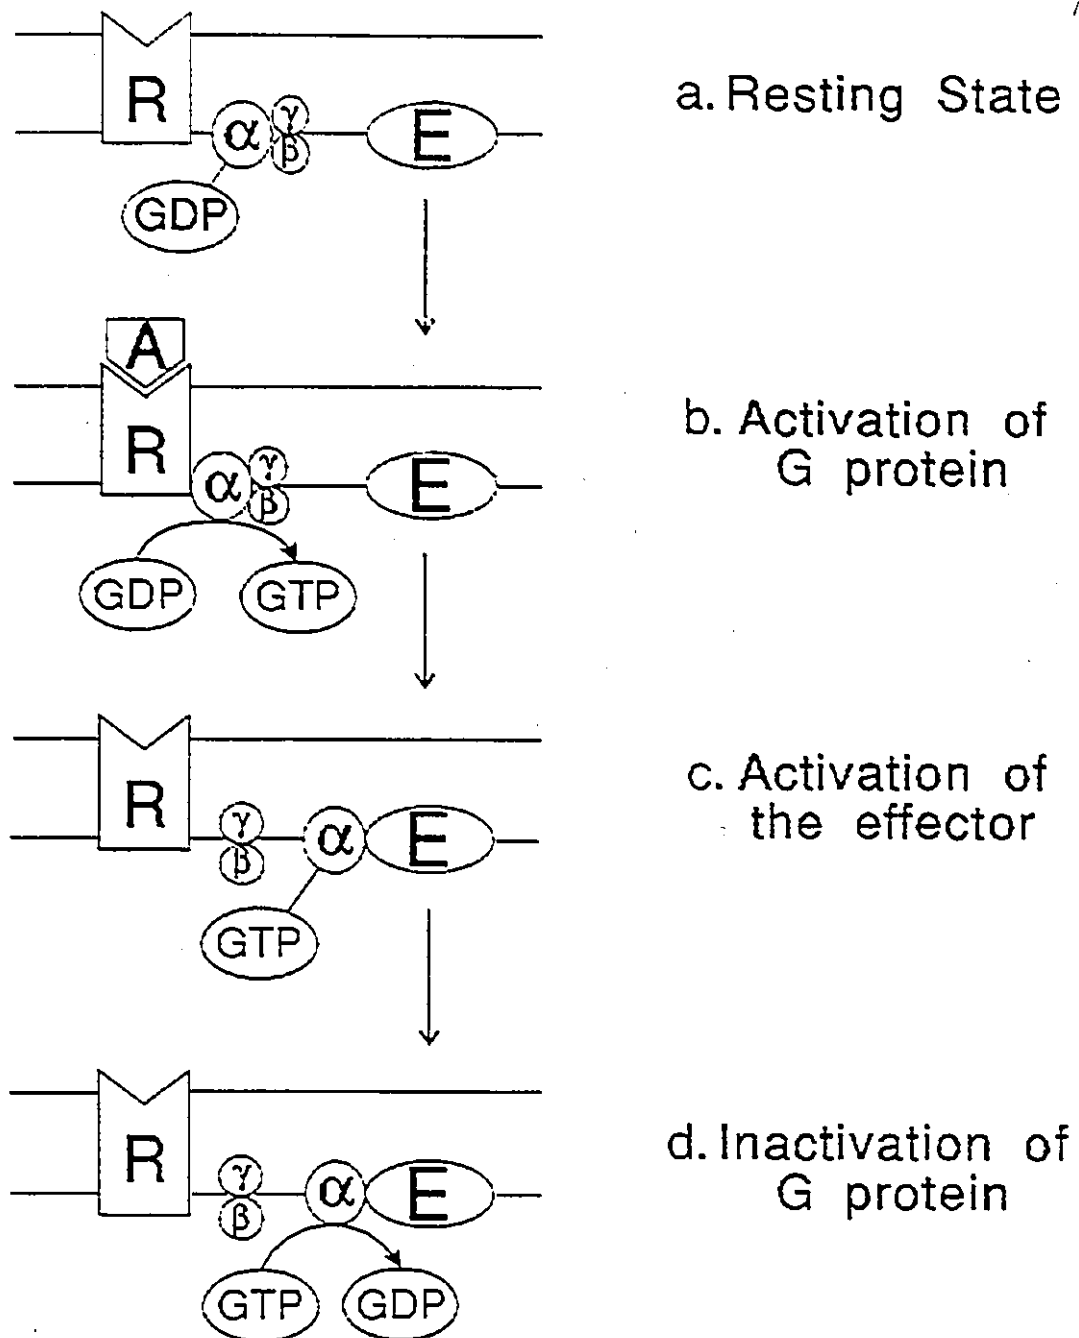 R
α
γ
β
E
GDP
a. Resting State
A
R
α
γ
β
E
GDP
GTP
b. Activation of
G protein
R
γ
β
α
E
GTP
c. Activation of
the effector
R
γ
β
α
E
GTP
GDP
d. Inactivation of
G protein